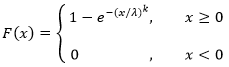 F(x) = { 1 − e^{−(x/λ)^k}, x ≥ 0
0 , x < 0